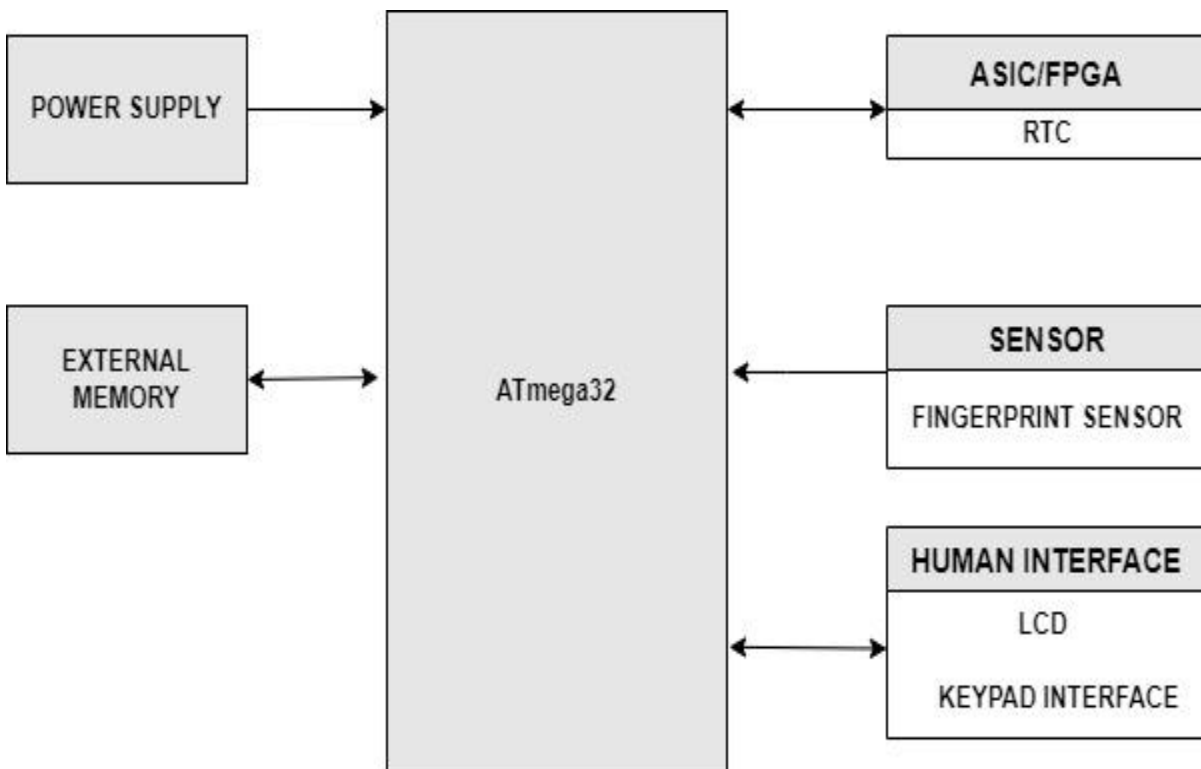 POWER SUPPLY
EXTERNAL
MEMORY
ATmega32
ASIC/FPGA
RTC
SENSOR
FINGERPRINT SENSOR
HUMAN INTERFACE
LCD
KEYPAD INTERFACE